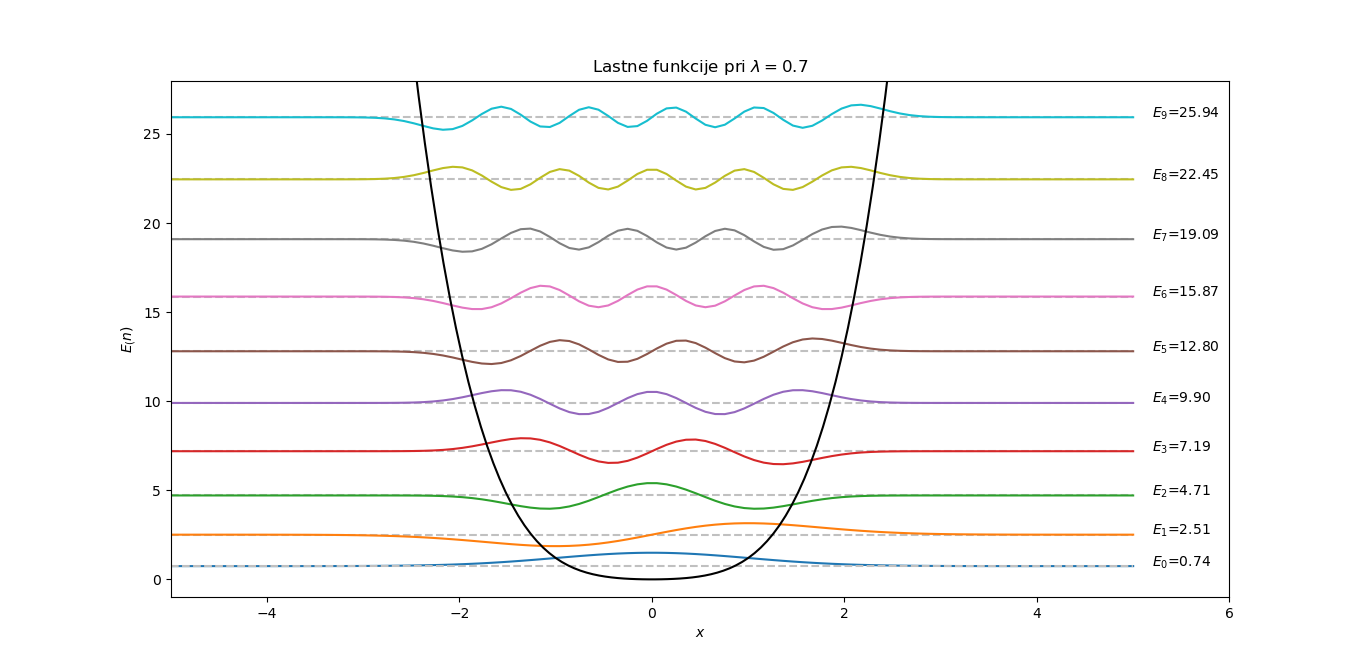 Lastne funkcije pri λ = 0.7
E(n)
25
20
15
10
5
0
E₉=25.94
E₈=22.45
E₇=19.09
E₆=15.87
E₅=12.80
E₄=9.90
E₃=7.19
E₂=4.71
E₁=2.51
E₀=0.74
−4 −2 0 2 4 6
x